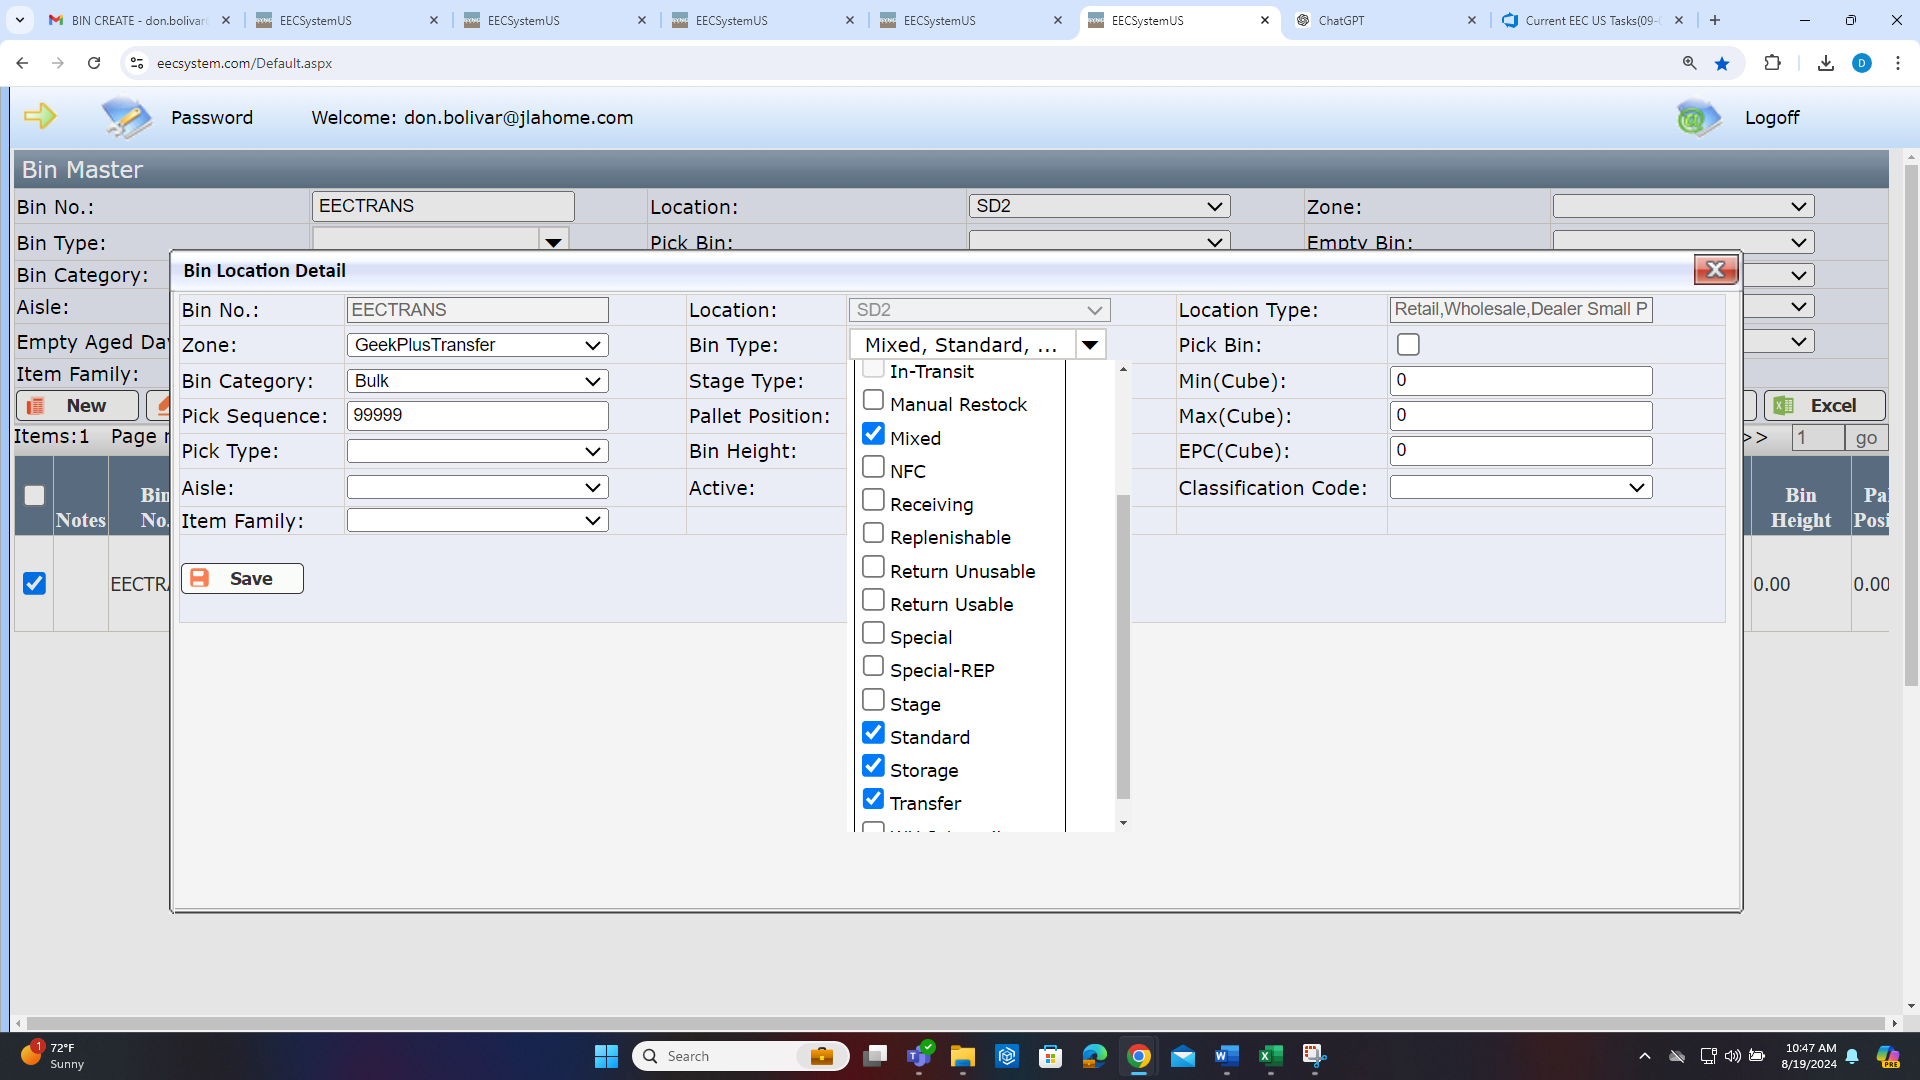 BIN CREATE - don.bolivar
EECSystemUS
EECSystemUS
EECSystemUS
EECSystemUS
EECSystemUS
ChatGPT
Current EEC US Tasks(09-
eecsystem.com/Default.aspx
D
Password
Welcome: don.bolivar@jlahome.com
Logoff
Bin Master
Bin No.: EECTRANS Location: SD2 Zone:
Bin Type: Pick Bin: Empty Bin:
Bin Category:
Aisle:
Empty Aged Da
Item Family:
New
Excel
Items:1 Page
>> 1 go
Notes
Bin No.
Bin Height
EECTRA
0.00
0.00
Bin Location Detail
Bin No.: EECTRANS Location: SD2 Location Type: Retail,Wholesale,Dealer Small P
Zone: GeekPlusTransfer Bin Type: Mixed, Standard, ... Pick Bin:
Bin Category: Bulk Stage Type: Min(Cube): 0
Pick Sequence: 99999 Pallet Position: Max(Cube): 0
Pick Type: Bin Height: EPC(Cube): 0
Aisle: Active: Classification Code:
Item Family:
Save
In-Transit
Manual Restock
Mixed
NFC
Receiving
Replenishable
Return Unusable
Return Usable
Special
Special-REP
Stage
Standard
Storage
Transfer
1
72°F
Sunny
Search
10:47 AM
8/19/2024
PRE